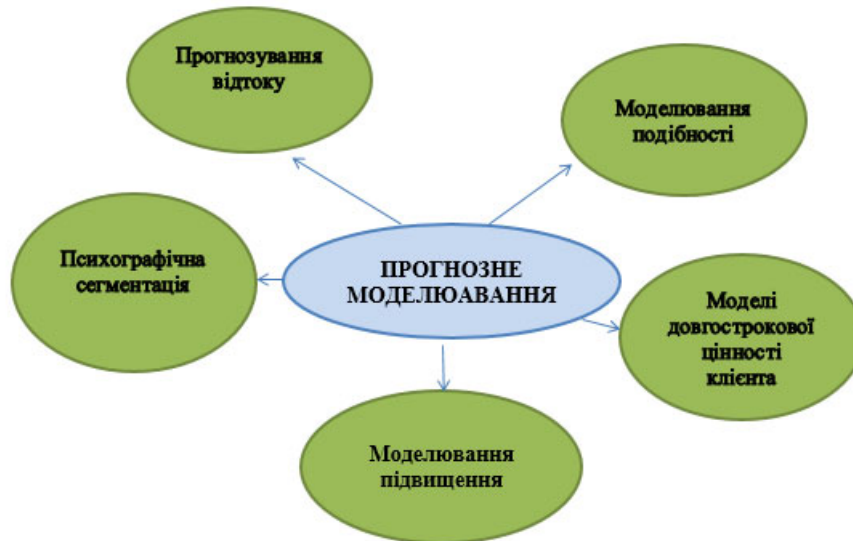 Прогнозування
відтоку
Моделювання
подібності
Психографічна
сегментація
ПРОГНОЗНЕ
МОДЕЛЮАВАННЯ
Моделі
довгострокової
цінності
клієнта
Моделювання
підвищення